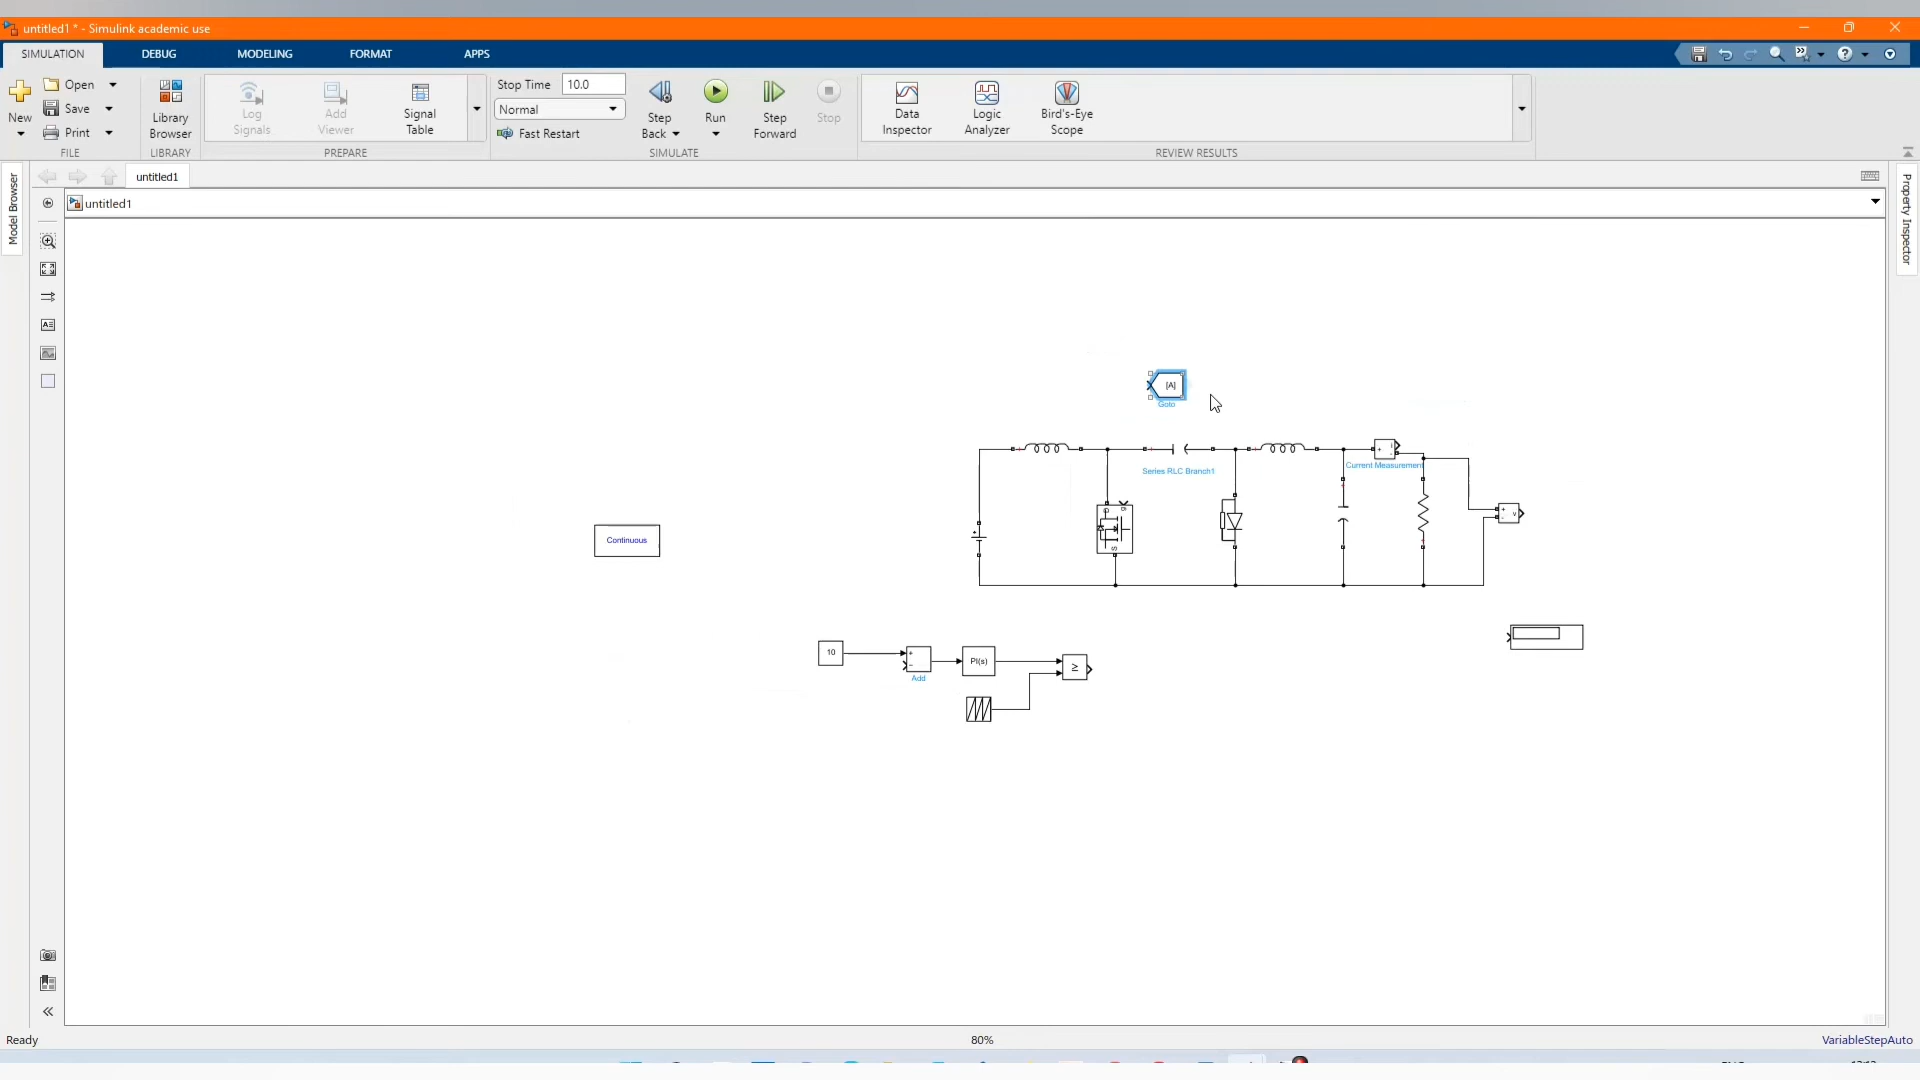 untitled1 * - Simulink academic use
SIMULATION DEBUG MODELING FORMAT APPS
New Open Save Print
FILE
Library Browser
LIBRARY
Log Signals
Add Viewer
Signal Table
PREPARE
Stop Time 10.0
Normal
Fast Restart
Step Back
Run
Step Forward
Stop
SIMULATE
Data Inspector
Logic Analyzer
Bird's-Eye Scope
REVIEW RESULTS
Model Browser
untitled1
untitled1
Property Inspector
[A]
Goto
Current Measurement
Series RLC Branch1
Continuous
10
Add
PI(s)
Ready
80%
VariableStepAuto